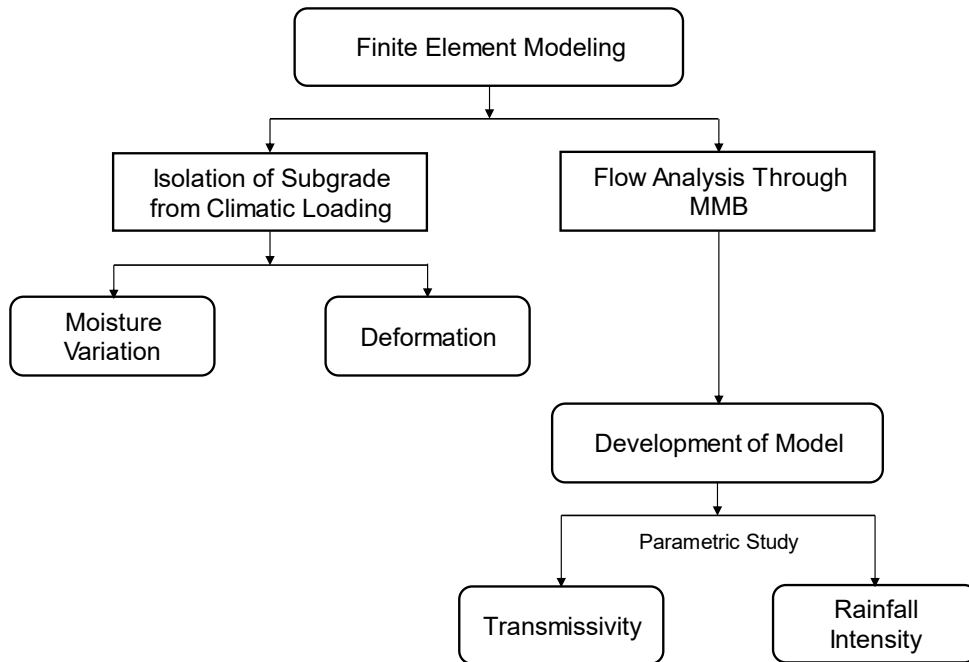 Finite Element Modeling
Isolation of Subgrade
from Climatic Loading
Flow Analysis Through
MMB
Moisture
Variation
Deformation
Development of Model
Parametric Study
Transmissivity
Rainfall
Intensity